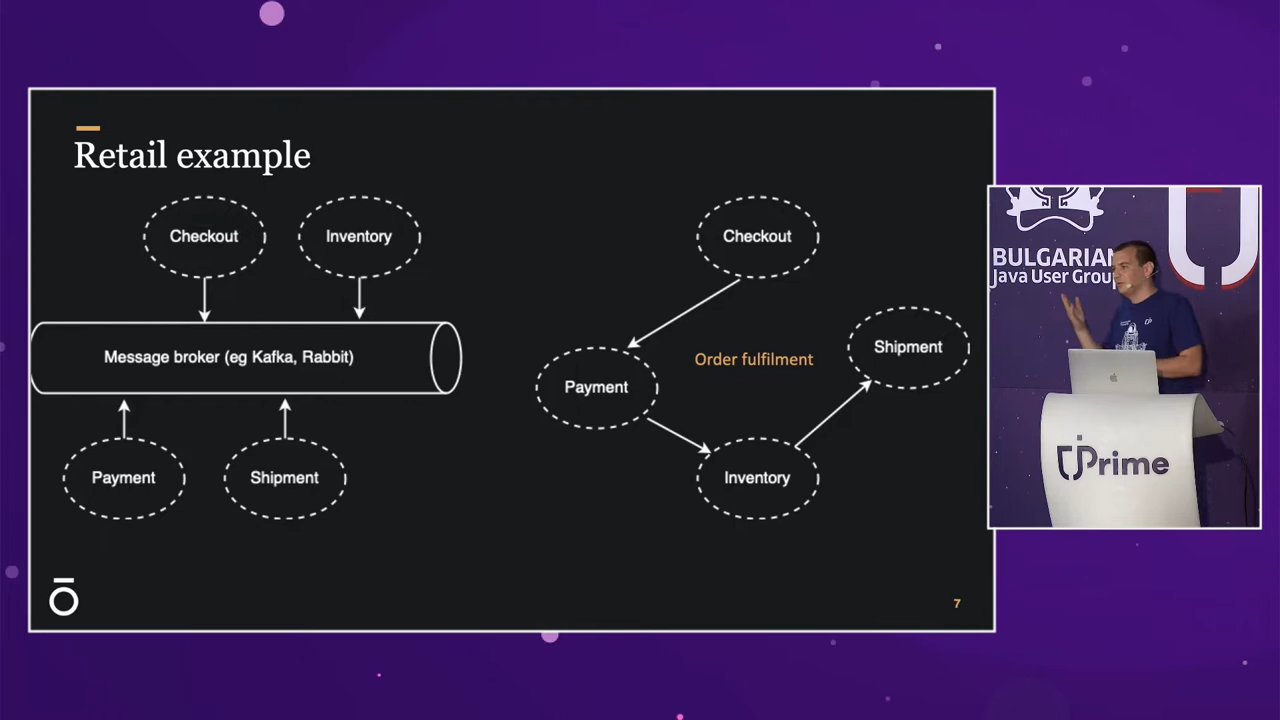 Retail example
Checkout
Inventory
Message broker (eg Kafka, Rabbit)
Payment
Shipment
Checkout
Payment
Order fulfilment
Shipment
Inventory
7
BULGARIAN
Java User Group
Prime